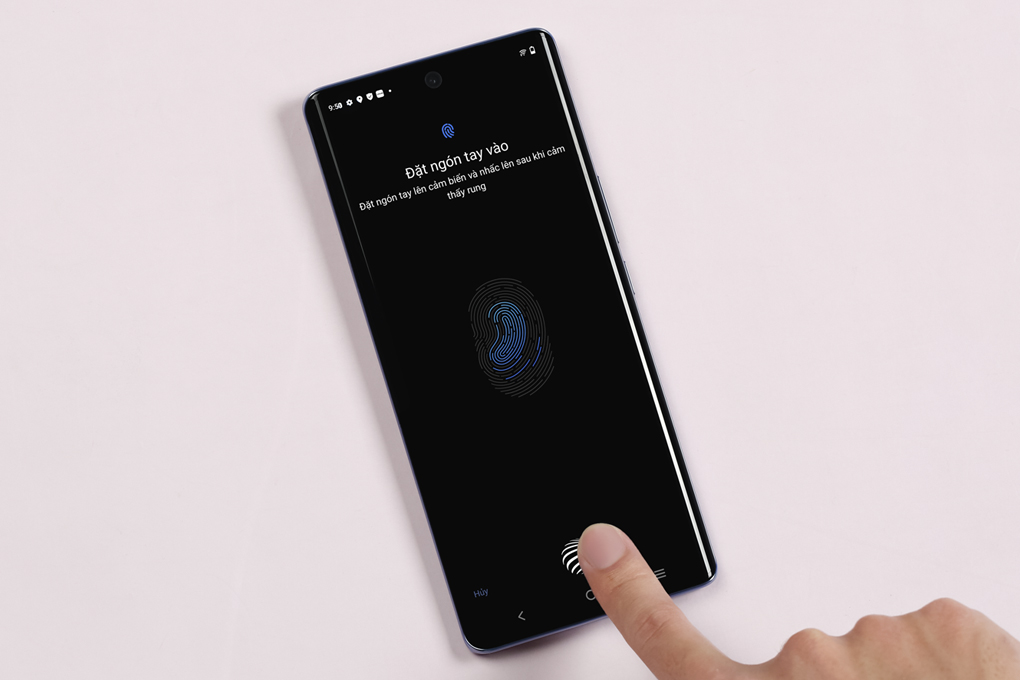 9:50
Đặt ngón tay vào
Đặt ngón tay lên cảm biến và nhấc lên sau khi cảm
thấy rung
Hủy